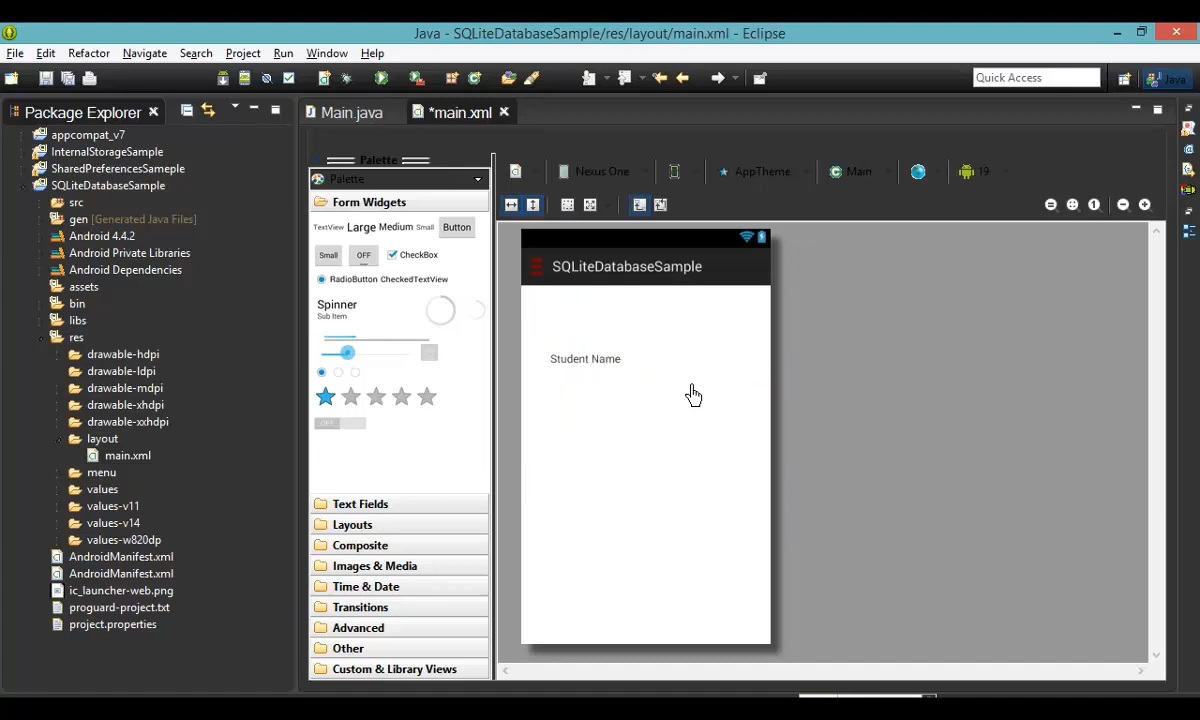 Java - SQLiteDatabaseSample/res/layout/main.xml - Eclipse
File Edit Refactor Navigate Search Project Run Window Help
Quick Access
Java
Package Explorer
Main.java
*main.xml
appcompat_v7
InternalStorageSample
SharedPreferencesSameple
SQLiteDatabaseSample
src
gen [Generated Java Files]
Android 4.4.2
Android Private Libraries
Android Dependencies
assets
bin
libs
res
drawable-hdpi
drawable-ldpi
drawable-mdpi
drawable-xhdpi
drawable-xxhdpi
layout
main.xml
menu
values
values-v11
values-v14
values-w820dp
AndroidManifest.xml
AndroidManifest.xml
ic_launcher-web.png
proguard-project.txt
project.properties
Palette
Palette
Form Widgets
TextView Large Medium Small Button
Small OFF CheckBox
RadioButton CheckedTextView
Spinner
Sub Item
OFF
Text Fields
Layouts
Composite
Images & Media
Time & Date
Transitions
Advanced
Other
Custom & Library Views
Nexus One AppTheme Main 19
1
SQLiteDatabaseSample
Student Name